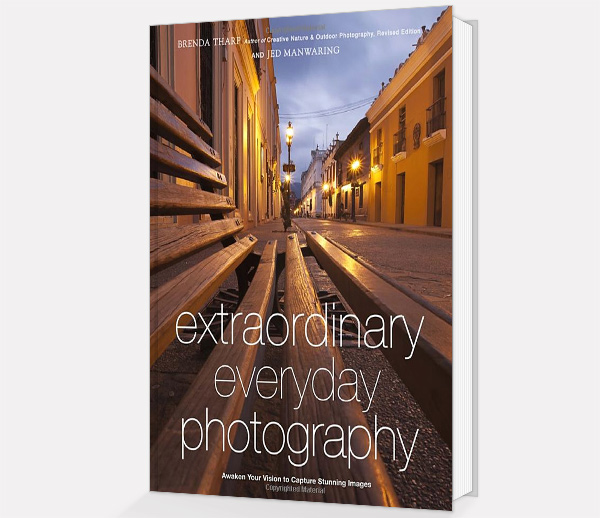 BRENDA THARP Author of Creative Nature & Outdoor Photography, Revised Edition
AND JED MANWARING
extraordinary
everyday
photography
Awaken Your Vision to Capture Stunning Images
Copyrighted Material